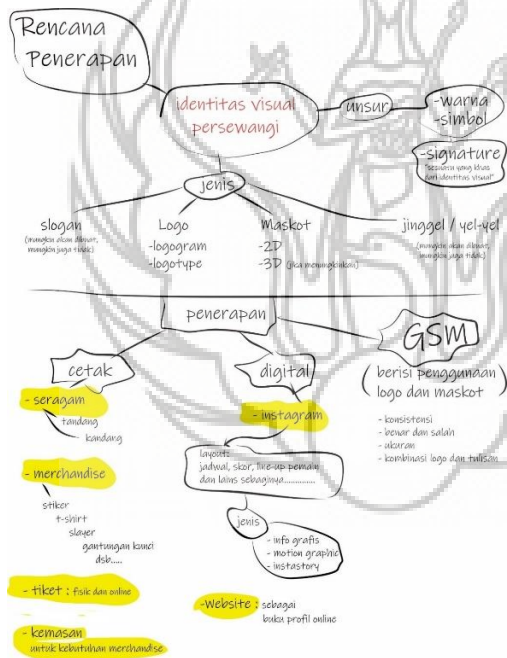 Rencana
Penerapan
identitas visual
persewangi
unsur
-warna
-simbol
-signature
"sesuatu yang khas
dari identitas visual"
jenis
slogan
(mungkin akan dibuat,
mungkin juga tidak)
Logo
-logogram
-logotype
Maskot
-2D
-3D (jika memungkinkan)
jinggel / yel-yel
(mungkin akan dibuat,
mungkin juga tidak)
penerapan
GSM
(berisi penggunaan
logo dan maskot)
- konsistensi
- benar dan salah
- ukuran
- kombinasi logo dan tulisan
cetak
- seragam
tandang
kandang
- merchandise
stiker
t-shirt
slayer
gantungan kunci
dsb.....
- tiket : fisik dan online
- kemasan
untuk kebutuhan merchandise
digital
- instagram
layout:
jadwal, skor, line-up pemain
dan lains sebagainya..............
jenis
- info grafis
- motion graphic
- instastory
-Website : sebagai
buku profil online